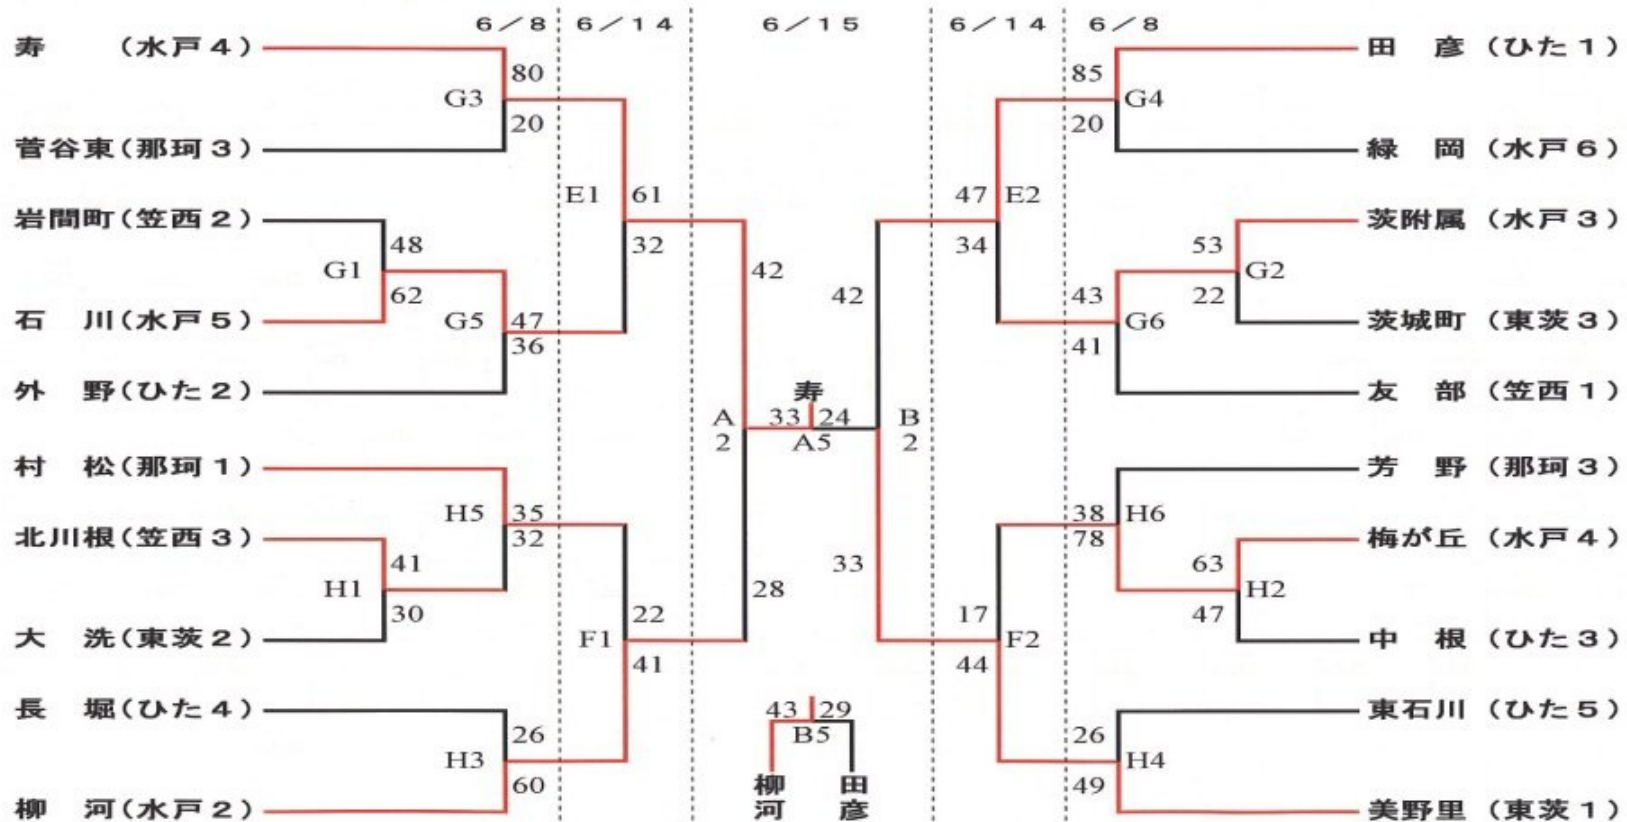 6／8 6／14 6／15 6／14 6／8
寿　　(水戸４) 田　彦（ひた１）
80 85
G3 G4
20 20
菅谷東(那珂３) 緑　岡（水戸６）
E1 61 47 E2
岩間町(笠西２) 茨附属（水戸３）
48 32 34 53
G1 42 G2
62 42 43 22
石　川(水戸５) G5 47 G6 茨城町（東茨３）
36 41
外　野(ひた２) 寿 友　部（笠西１）
A 33 24 B
2 A5 2
村　松(那珂１) 芳　野（那珂３）
H5 35 38 H6
北川根(笠西３) 32 78 梅が丘（水戸４）
41 33 63
H1 28 H2
30 22 17 47
大　洗(東茨２) F1 F2 中　根（ひた３）
41 44
長　堀(ひた４) 43 29 東石川（ひた５）
26 B5 26
H3 H4
60 柳河 田彦 49
柳　河(水戸２) 美野里（東茨１）